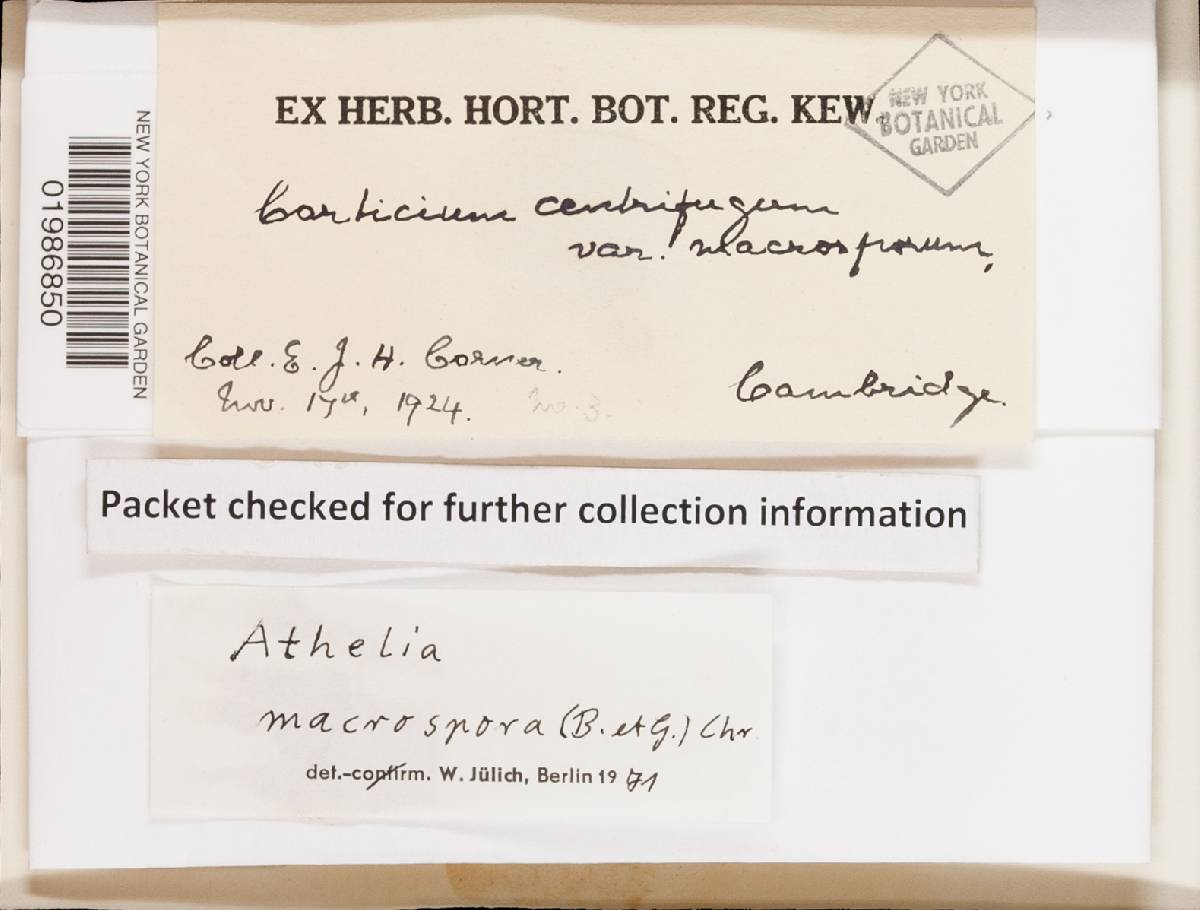 EX HERB. HORT. BOT. REG. KEW.
NEW YORK
BOTANICAL
GARDEN
NEW YORK BOTANICAL GARDEN
01986850
Corticium centrifugum
var. macrosporum,
Coll. E. J. H. Corner.
Cambridge.
Nov. 17th, 1924. No. 3.
Packet checked for further collection information
Athelia
macrospora (B. et G.) Chr.
det.-confirm. W. Jülich, Berlin 1971